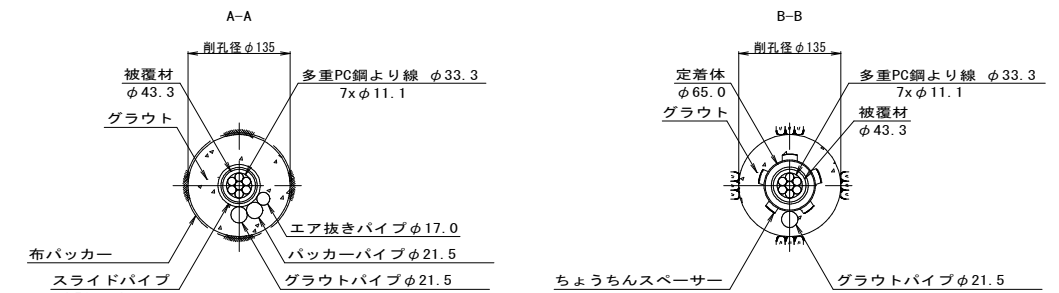 A-A
削孔径φ135
被覆材
φ43.3
多重PC鋼より線 φ33.3
7xφ11.1
グラウト
エア抜きパイプφ17.0
布パッカー
パッカーパイプφ21.5
スライドパイプ
グラウトパイプφ21.5
B-B
削孔径φ135
定着体
φ65.0
多重PC鋼より線 φ33.3
7xφ11.1
グラウト
被覆材
φ43.3
ちょうちんスペーサー
グラウトパイプφ21.5